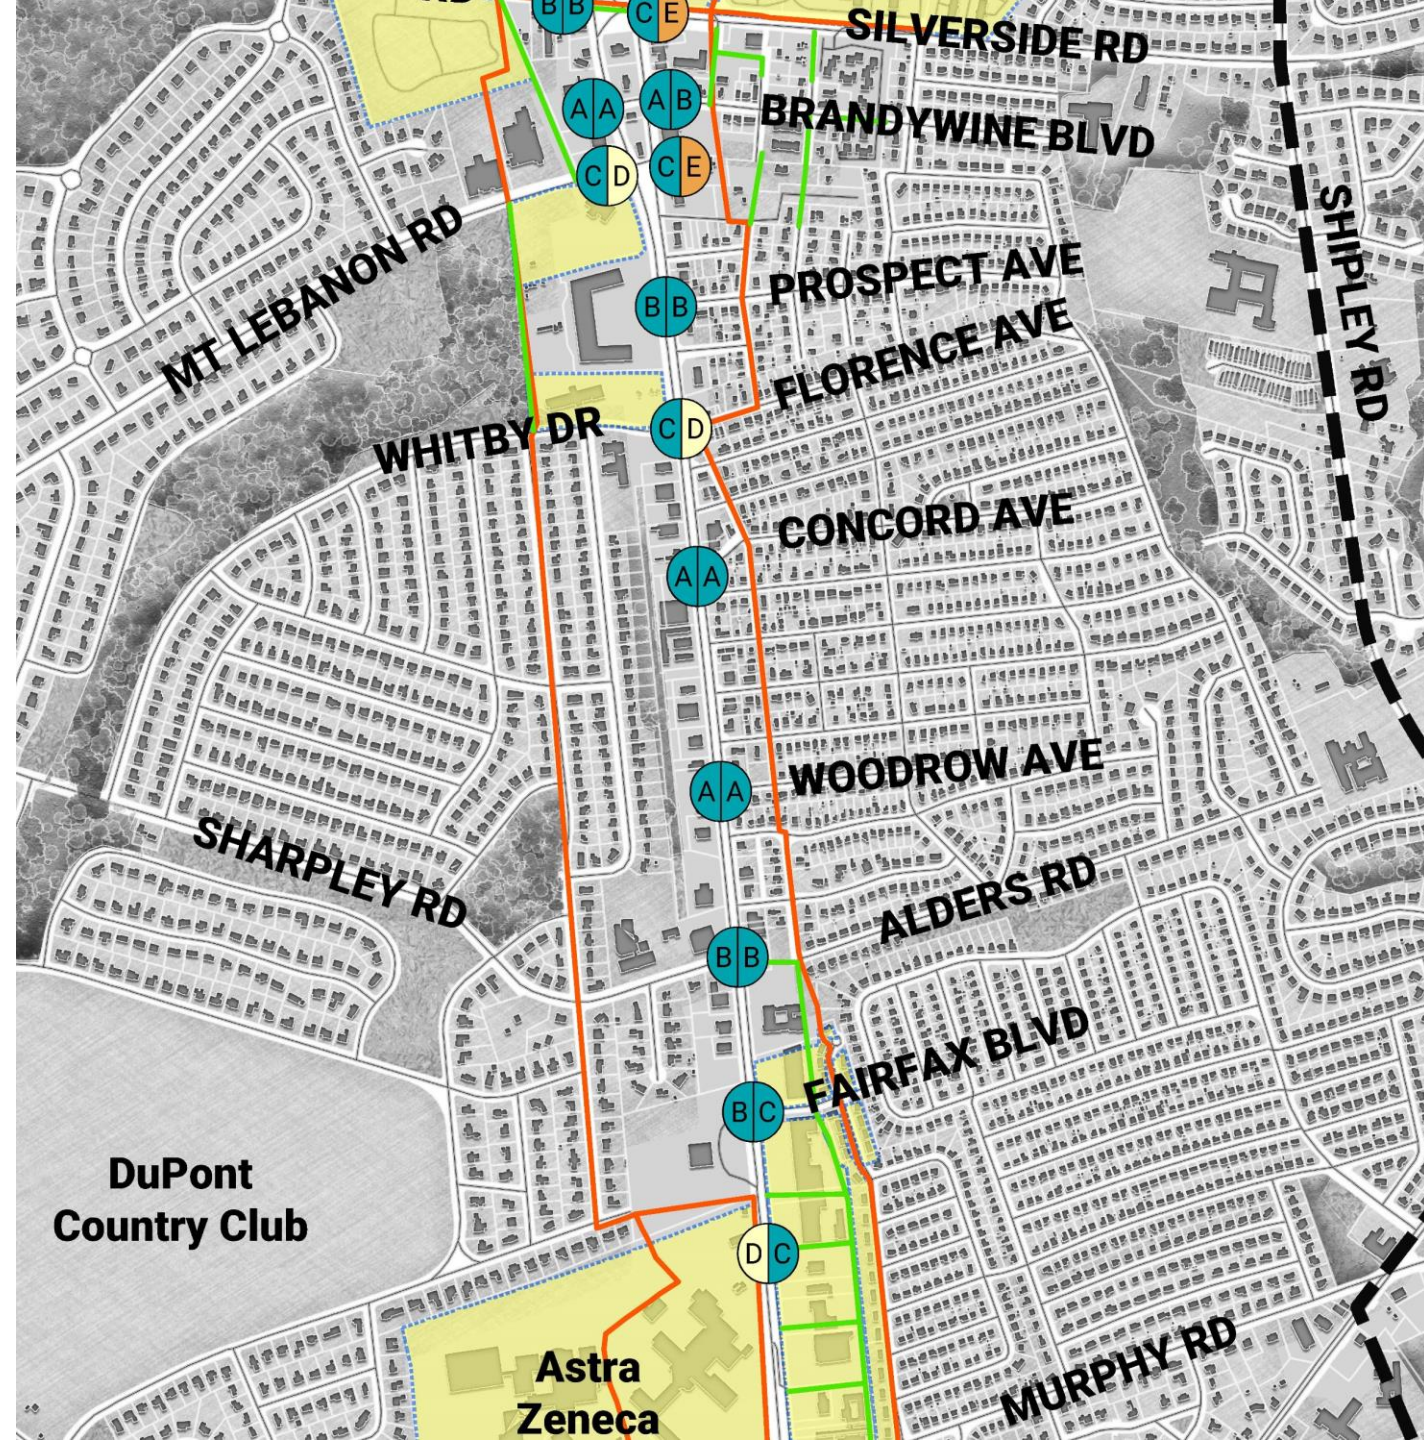 RD
B B
C E
SILVERSIDE RD
A A
A B
BRANDYWINE BLVD
C D
C E
SHIPLEY RD
MT LEBANON RD
B B
PROSPECT AVE
FLORENCE AVE
WHITBY DR
C D
CONCORD AVE
A A
A A
WOODROW AVE
SHARPLEY RD
ALDERS RD
B B
FAIRFAX BLVD
B C
DuPont
Country Club
D C
MURPHY RD
Astra
Zeneca